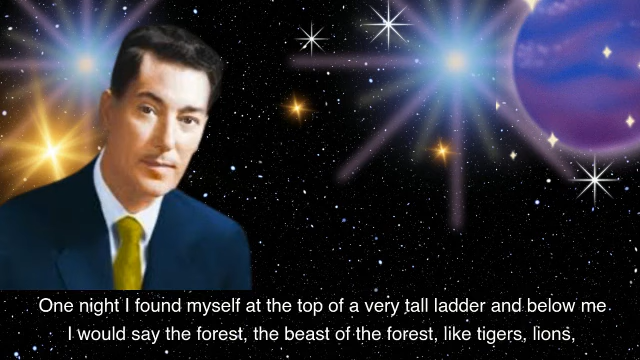 One night I found myself at the top of a very tall ladder and below me
I would say the forest, the beast of the forest, like tigers, lions,